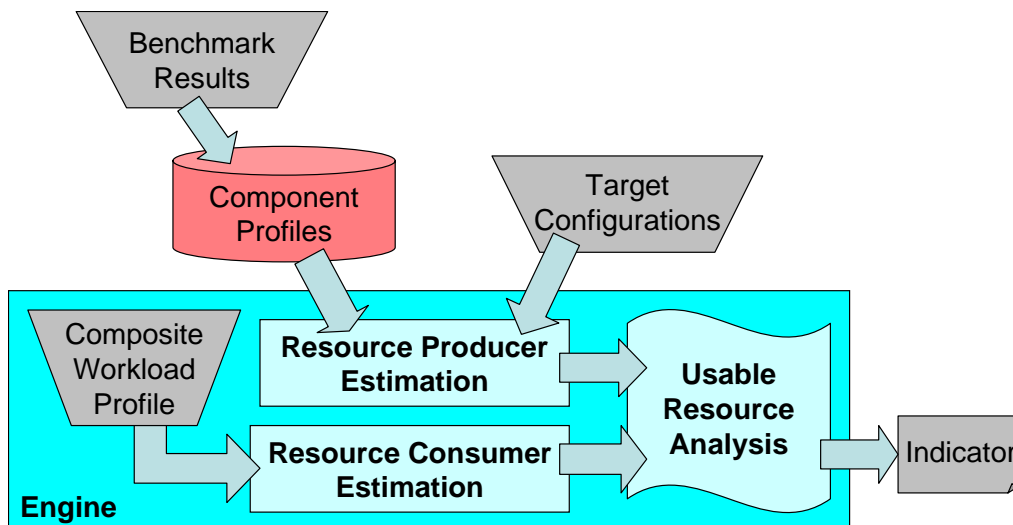 Benchmark
Results
Component
Profiles
Target
Configurations
Composite
Workload
Profile
Resource Producer
Estimation
Usable
Resource
Analysis
Resource Consumer
Estimation
Indicator
Engine